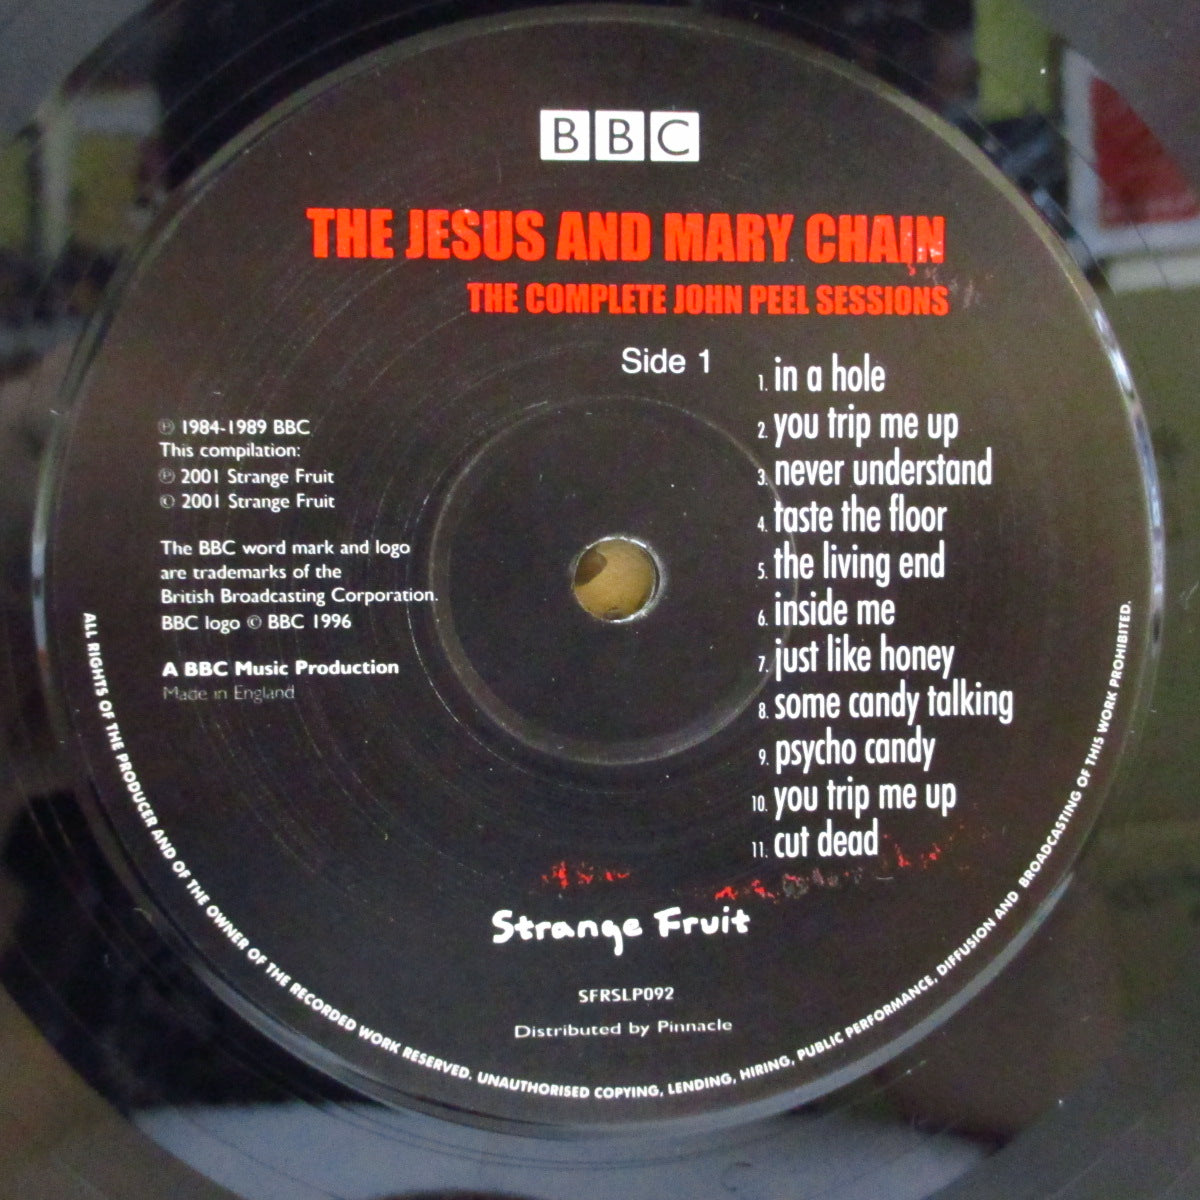 BBC
THE JESUS AND MARY CHAIN
THE COMPLETE JOHN PEEL SESSIONS
Side 1
1. in a hole
2. you trip me up
3. never understand
4. taste the floor
5. the living end
6. inside me
7. just like honey
8. some candy talking
9. psycho candy
10. you trip me up
11. cut dead
℗ 1984-1989 BBC
This compilation:
℗ 2001 Strange Fruit
© 2001 Strange Fruit
The BBC word mark and logo
are trademarks of the
British Broadcasting Corporation.
BBC logo © BBC 1996
A BBC Music Production
Made in England
Strange Fruit
SFRSLP092
Distributed by Pinnacle
ALL RIGHTS OF THE PRODUCER AND OF THE OWNER OF THE RECORDED WORK RESERVED. UNAUTHORISED COPYING, LENDING, HIRING, PUBLIC PERFORMANCE, DIFFUSION AND BROADCASTING OF THIS WORK PROHIBITED.